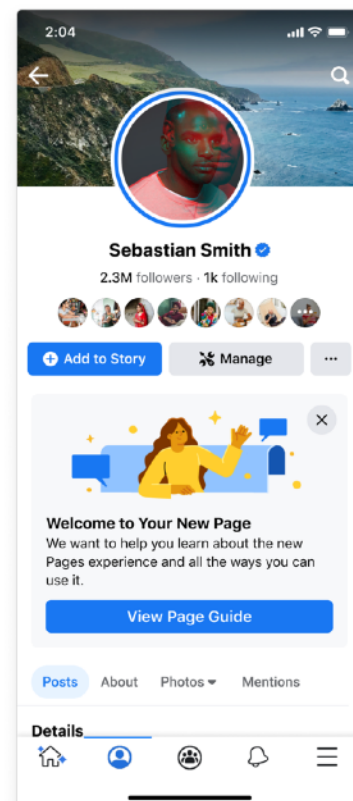 2:04
Sebastian Smith
2.3M followers · 1k following
Add to Story
Manage
Welcome to Your New Page
We want to help you learn about the new
Pages experience and all the ways you can
use it.
View Page Guide
Posts About Photos Mentions
Details